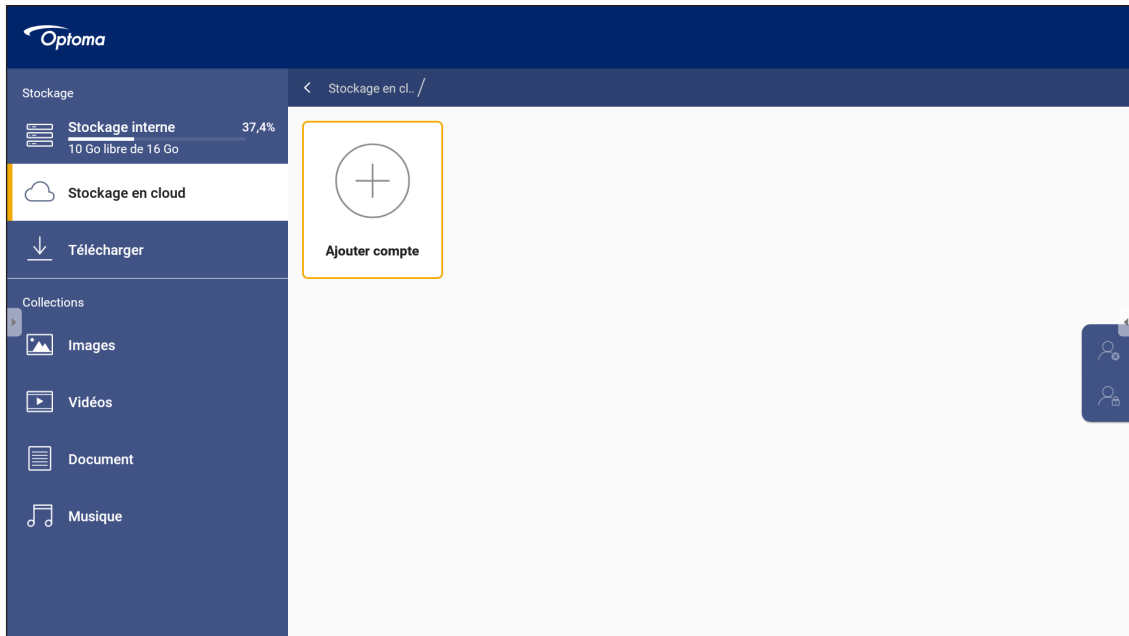 Optoma
Stockage
Stockage en cl.. /
Stockage interne 37,4%
10 Go libre de 16 Go
Stockage en cloud
Télécharger
Ajouter compte
Collections
Images
Vidéos
Document
Musique